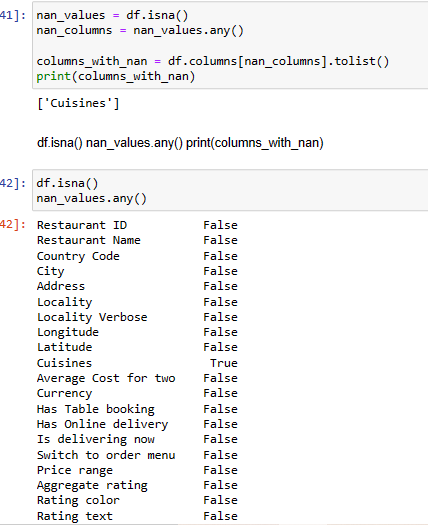 41]: nan_values = df.isna()
nan_columns = nan_values.any()
columns_with_nan = df.columns[nan_columns].tolist()
print(columns_with_nan)
['Cuisines']
df.isna() nan_values.any() print(columns_with_nan)
42]: df.isna()
nan_values.any()
42]: Restaurant ID False
Restaurant Name False
Country Code False
City False
Address False
Locality False
Locality Verbose False
Longitude False
Latitude False
Cuisines True
Average Cost for two False
Currency False
Has Table booking False
Has Online delivery False
Is delivering now False
Switch to order menu False
Price range False
Aggregate rating False
Rating color False
Rating text False